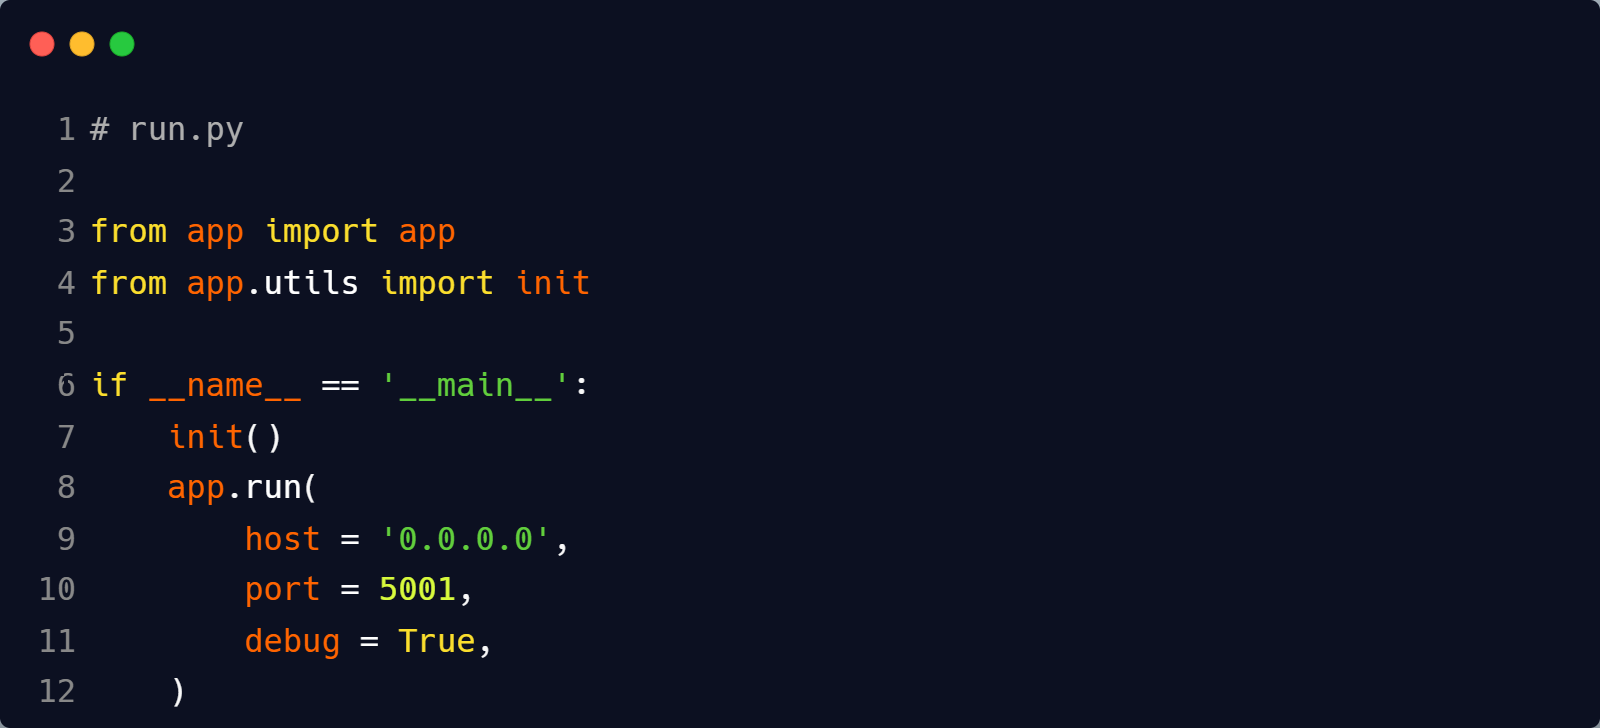 1 # run.py
2
3 from app import app
4 from app.utils import init
5
6 if __name__ == '__main__':
7     init()
8     app.run(
9         host = '0.0.0.0',
10         port = 5001,
11         debug = True,
12     )